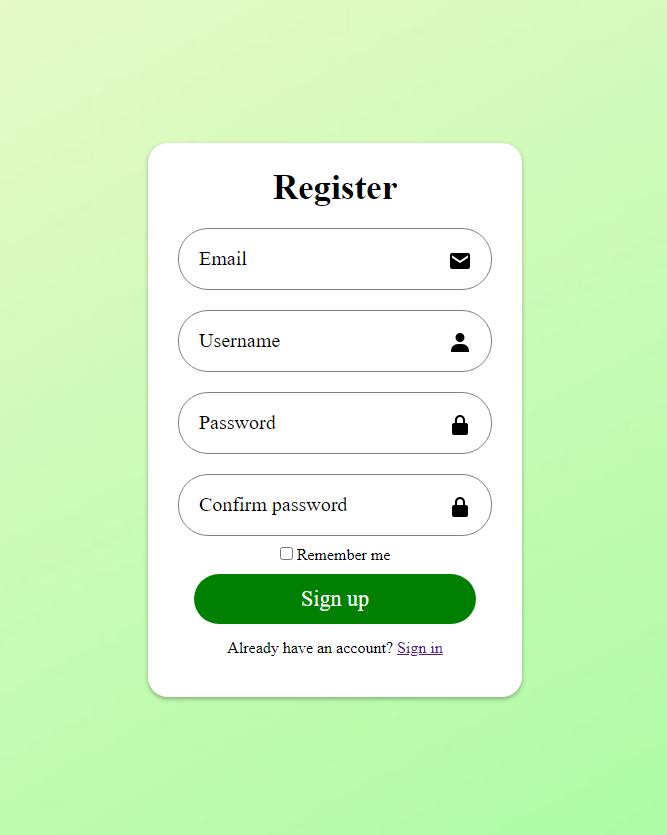 Register
Email
Username
Password
Confirm password
Remember me
Sign up
Already have an account? Sign in